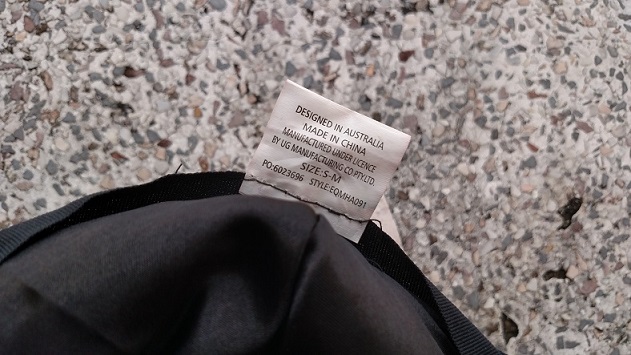 DESIGNED IN AUSTRALIA
MADE IN CHINA
MANUFACTURED UNDER LICENCE
BY UG MANUFACTURING CO PTY LTD.
SIZE:S-M
PO:6023696 STYLE:EQMHA091